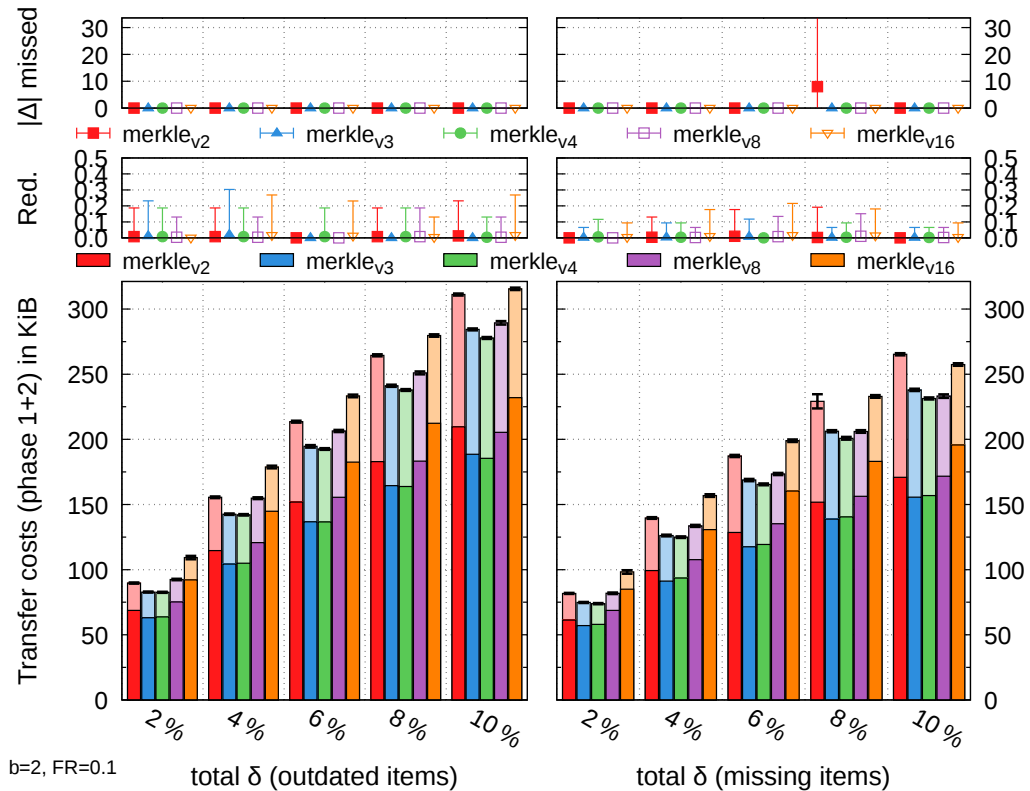 |Δ| missed
30
20
10
0
30
20
10
0
merkle_v2
merkle_v3
merkle_v4
merkle_v8
merkle_v16
Red.
0.5
0.4
0.3
0.2
0.1
0.0
0.5
0.4
0.3
0.2
0.1
0.0
merkle_v2
merkle_v3
merkle_v4
merkle_v8
merkle_v16
Transfer costs (phase 1+2) in KiB
300
250
200
150
100
50
0
300
250
200
150
100
50
0
2 %
4 %
6 %
8 %
10 %
2 %
4 %
6 %
8 %
10 %
b=2, FR=0.1
total δ (outdated items)
total δ (missing items)